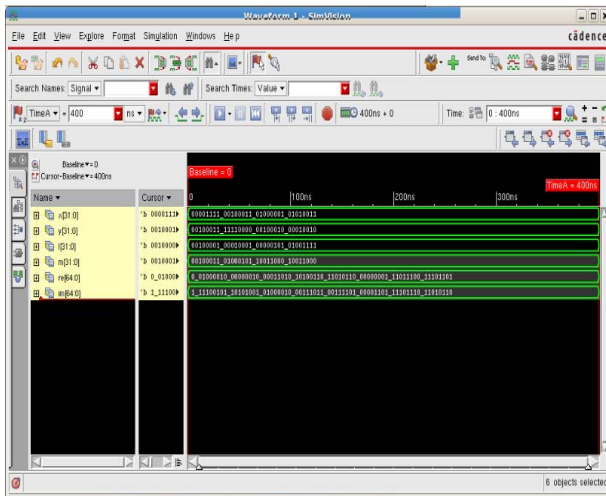 Waveform 1 - SimVision
File Edit View Explore Format Simulation Windows Help
cādence
Send to:
Search Names: Signal
Search Times: Value
TimeA = 400 ns
400ns + 0
Time: 0 : 400ns
Baseline = 0
Cursor-Baseline = 400ns
Baseline = 0
TimeA = 400ns
Name Cursor
0 100ns 200ns 300ns
x[31:0] 'b 0000111 00001111_00100011_01000001_01010011
y[31:0] 'b 0010001 00100011_11110000_00100010_00010010
l[31:0] 'b 0010000 00100001_00010001_00000101_01001111
m[31:0] 'b 0010001 00100011_01000101_10011000_10011000
re[64:0] 'b 0_01000 0_01000010_00000010_00011010_10100110_11010110_00000001_11011100_11101101
im[64:0] 'b 1_11100 1_11100101_10101001_01000010_00111011_00111101_00001101_11101110_11010110
6 objects selected